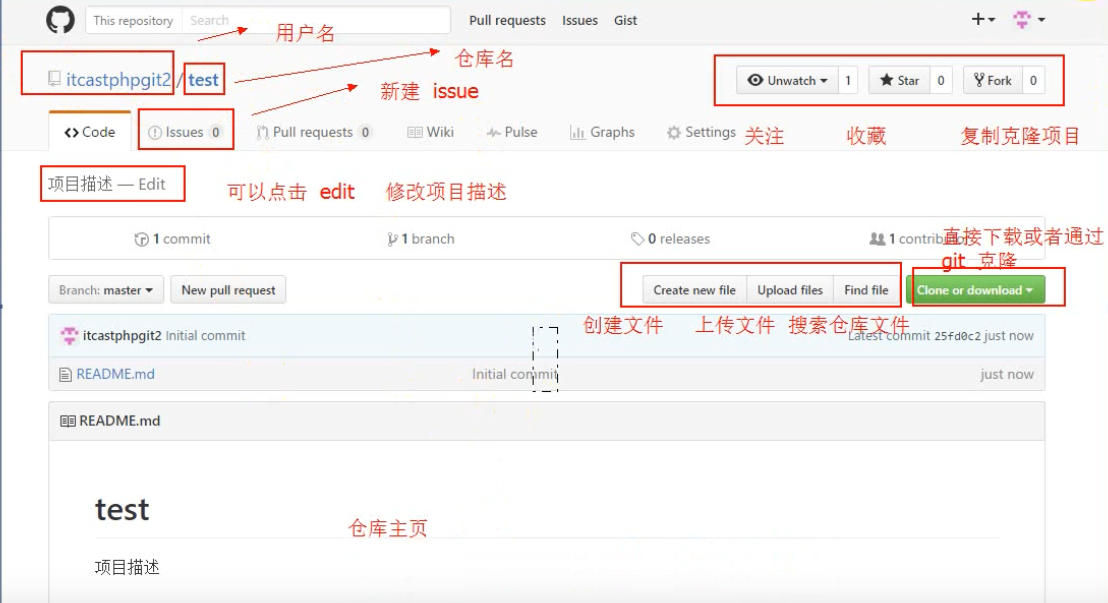 This repository Search Pull requests Issues Gist
用户名
仓库名
itcastphpgit2 / test
新建 issue
Unwatch 1 Star 0 Fork 0
Code Issues 0 Pull requests 0 Wiki Pulse Graphs Settings
关注 收藏 复制克隆项目
项目描述 — Edit
可以点击 edit 修改项目描述
1 commit 1 branch 0 releases 1 contributor
直接下载或者通过
git 克隆
Branch: master New pull request Create new file Upload files Find file Clone or download
创建文件 上传文件 搜索仓库文件
itcastphpgit2 Initial commit Latest commit 25fd0c2 just now
README.md Initial commit just now
README.md
test
仓库主页
项目描述